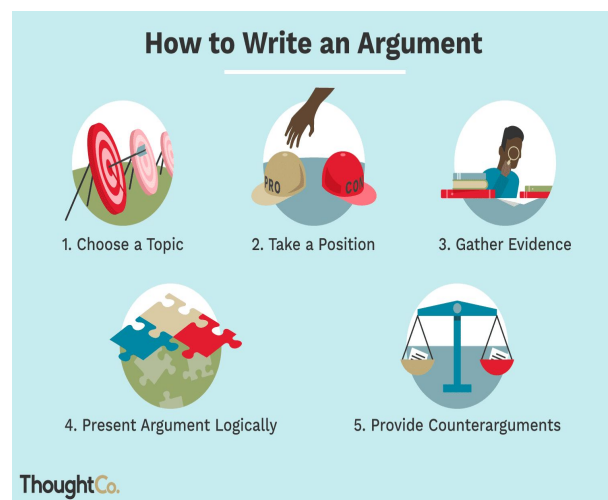 How to Write an Argument
PRO
CON
1. Choose a Topic
2. Take a Position
3. Gather Evidence
4. Present Argument Logically
5. Provide Counterarguments
ThoughtCo.